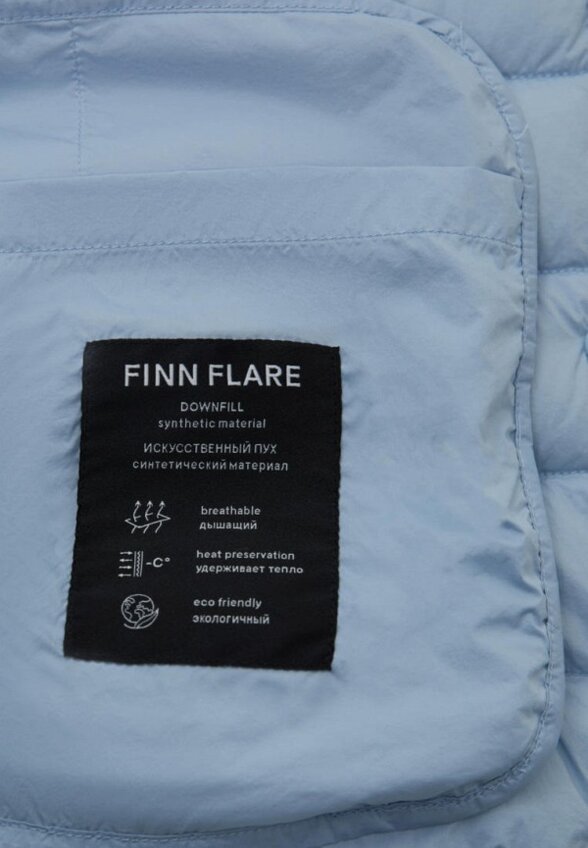 FINN FLARE
DOWNFILL
synthetic material
ИСКУССТВЕННЫЙ ПУХ
синтетический материал
breathable
дышащий
-C°
heat preservation
удерживает тепло
eco friendly
экологичный